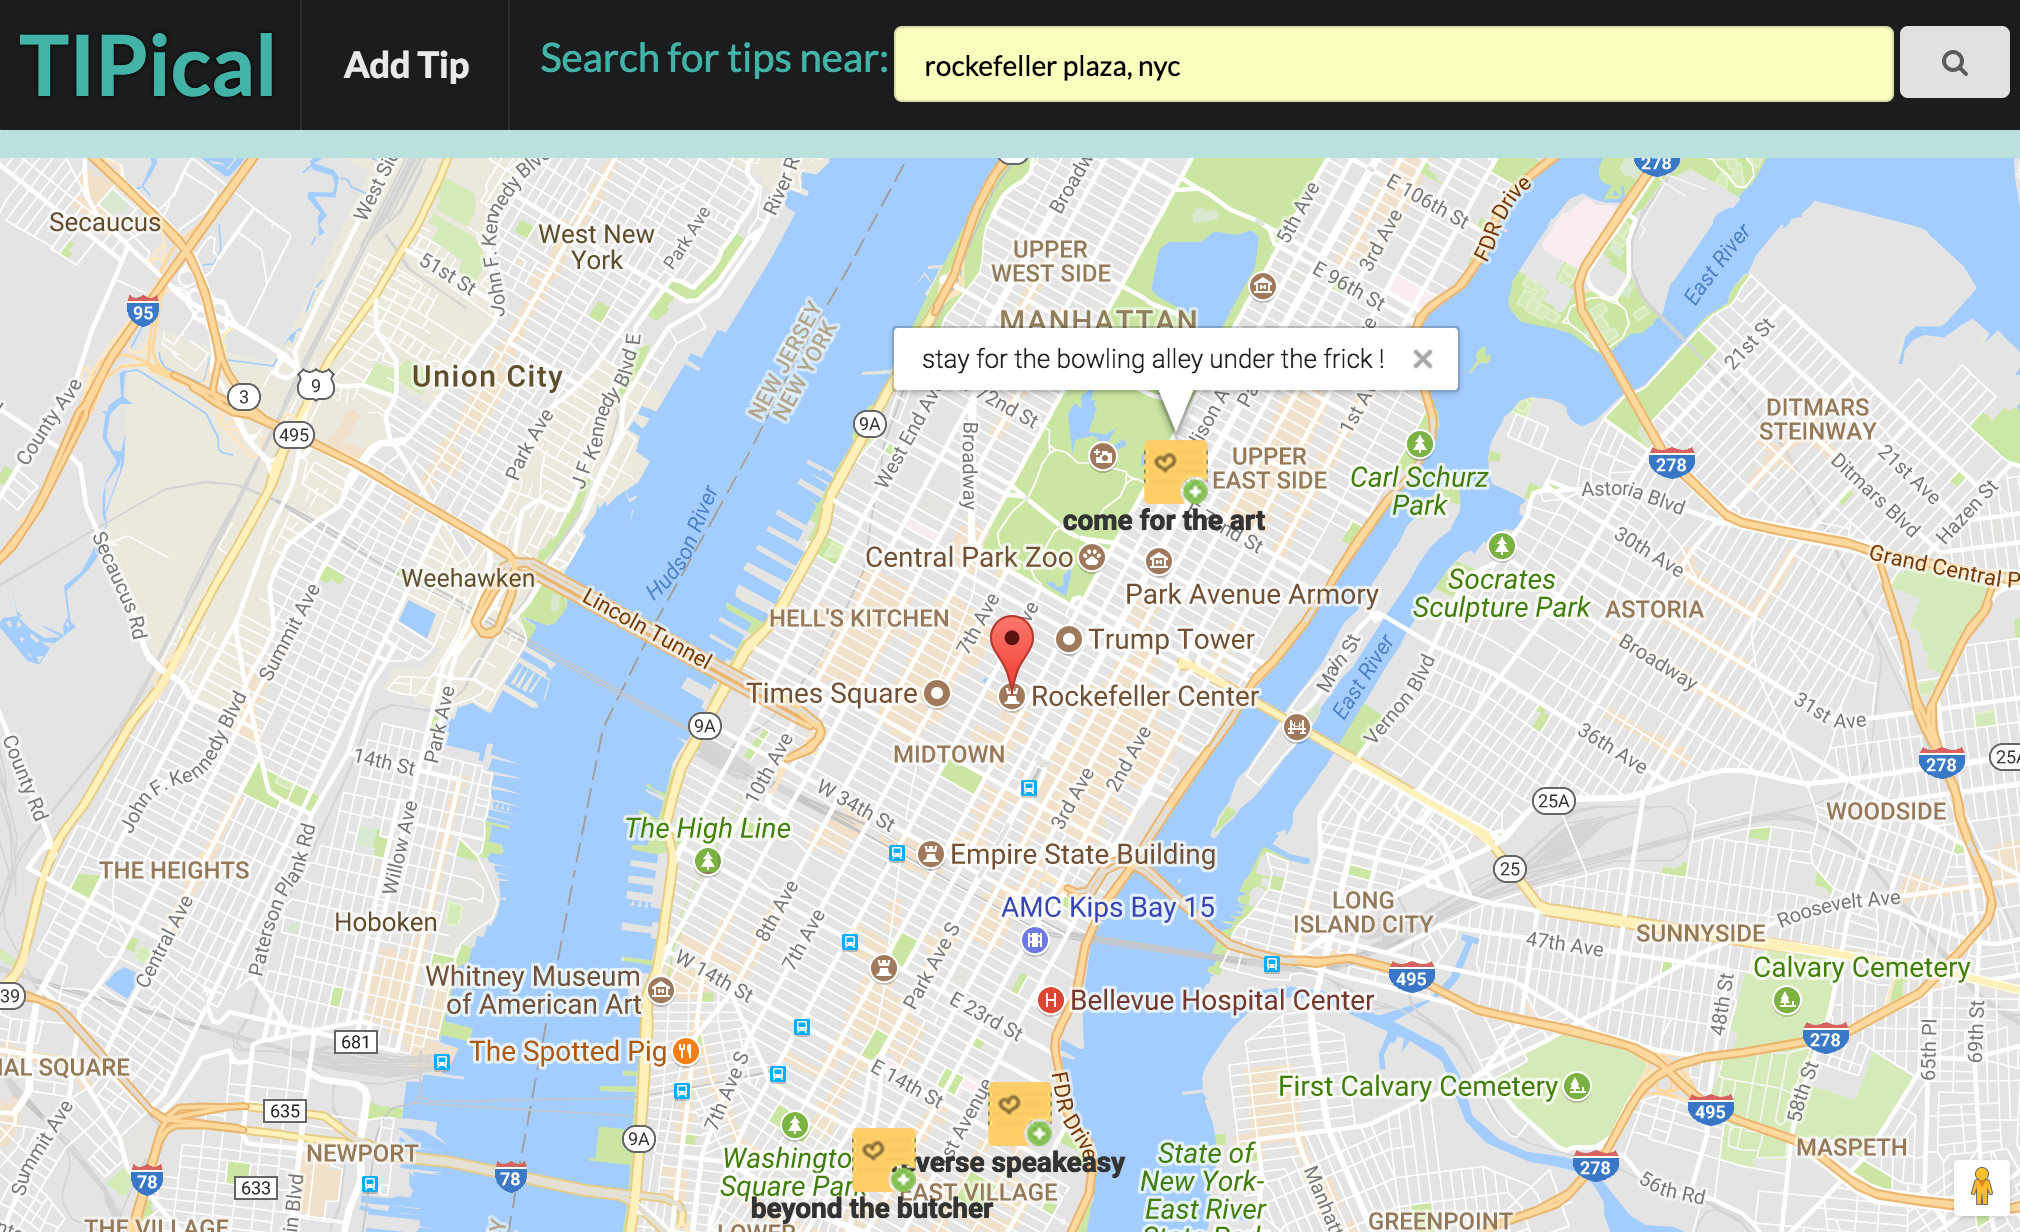 TIPical
Add Tip
Search for tips near:
rockefeller plaza, nyc
278
Secaucus
West New
York
51st St
John F. Kennedy Blvd
Park Ave
River R
Broadw
UPPER
WEST SIDE
5th Ave
3rd Ave
E 106th St
FDR Drive
E 96th St
East River
95
MANHATTAN
NEW JERSEY
NEW YORK
stay for the bowling alley under the frick !
21st St
9
3
Union City
J F Kennedy Blvd E
County Ave
495
Park Ave
9A
West End Av
72nd St
Broadway
1st A
DITMARS
STEINWAY
21st Ave
Ditmars Blvd
Hazen St
278
UPPER
EAST SIDE
Carl Schurz
Park
Astoria Blvd
come for the art
30th Ave
Grand Central P
Hudson River
Secaucus Rd
Central Park Zoo
Weehawken
Park Avenue Armory
Socrates
Sculpture Park
ASTORIA
Lincoln Tunnel
HELL'S KITCHEN
7th Ave
Summit Ave
Trump Tower
Main St
East River
Vernon Blvd
Broadway
Times Square
Rockefeller Center
31st Ave
9A
Park Ave
John F. Kennedy Blvd
County Rd
14th St
MIDTOWN
10th Ave
2nd Ave
3rd Ave
36th Ave
278
25A
25A
W 34th St
WOODSIDE
The High Line
Willow Ave
Paterson Plank Rd
THE HEIGHTS
Empire State Building
25
Hoboken
Central Ave
8th Ave
7th Ave
AMC Kips Bay 15
LONG
ISLAND CITY
Roosevelt Ave
47th Ave
SUNNYSIDE
Park Ave S
Whitney Museum
of American Art
W 14th St
495
Calvary Cemetery
39
E 23rd St
Bellevue Hospital Center
48th St
278
65th Pl
69th St
681
The Spotted Pig
IAL SQUARE
E 14th St
7th Ave S
FDR Drive
First Calvary Cemetery
58th St
495
635
Summit Ave
9A
NEWPORT
MASPETH
Washingto
Square Park
verse speakeasy
EAST VILLAGE
State of
New York-
East River
278
78
78
633
56th Rd
beyond the butcher
THE VILLAGE
LOWER
GREENPOINT
Manhat